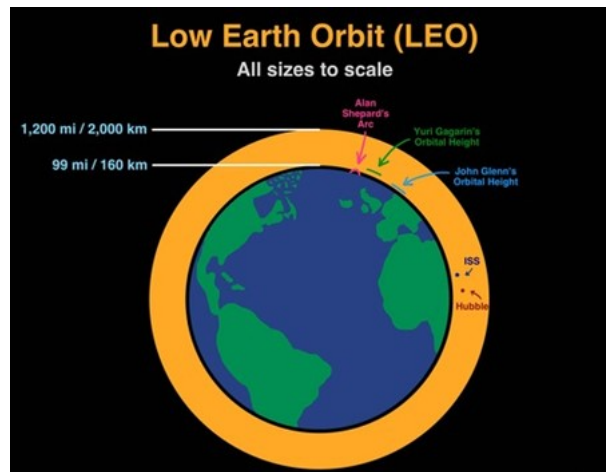 Low Earth Orbit (LEO)
All sizes to scale
Alan
Shepard's
Arc
1,200 mi / 2,000 km
Yuri Gagarin's
Orbital Height
99 mi / 160 km
John Glenn's
Orbital Height
ISS
Hubble